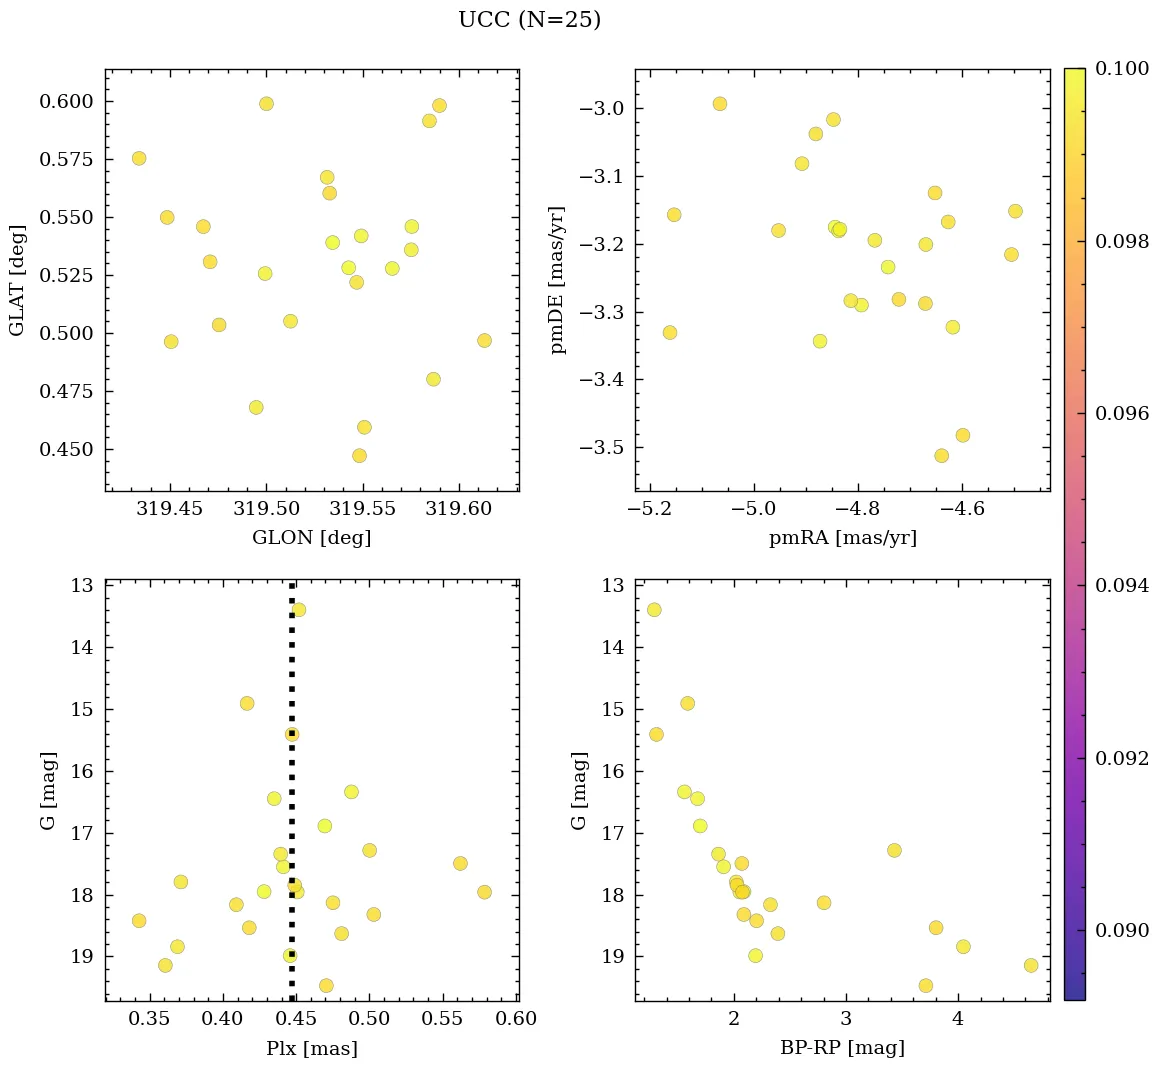 UCC (N=25)
0.600
0.575
0.550
0.525
0.500
0.475
0.450
GLAT [deg]
319.45 319.50 319.55 319.60
GLON [deg]
−3.0
−3.1
−3.2
−3.3
−3.4
−3.5
pmDE [mas/yr]
−5.2 −5.0 −4.8 −4.6
pmRA [mas/yr]
0.100
0.098
0.096
0.094
0.092
0.090
13
14
15
16
17
18
19
G [mag]
0.35 0.40 0.45 0.50 0.55 0.60
Plx [mas]
13
14
15
16
17
18
19
G [mag]
2 3 4
BP-RP [mag]